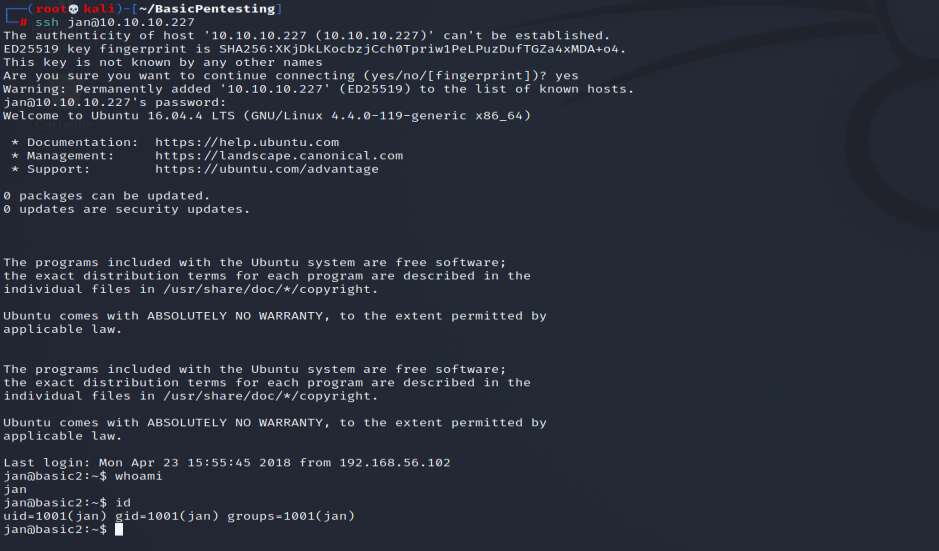 ┌──(root💀kali)-[~/BasicPentesting]
└─# ssh jan@10.10.10.227
The authenticity of host '10.10.10.227 (10.10.10.227)' can't be established.
ED25519 key fingerprint is SHA256:XKjDkLKocbzjCch0Tpriw1PeLPuzDufTGZa4xMDA+o4.
This key is not known by any other names
Are you sure you want to continue connecting (yes/no/[fingerprint])? yes
Warning: Permanently added '10.10.10.227' (ED25519) to the list of known hosts.
jan@10.10.10.227's password:
Welcome to Ubuntu 16.04.4 LTS (GNU/Linux 4.4.0-119-generic x86_64)
* Documentation:  https://help.ubuntu.com
* Management:     https://landscape.canonical.com
* Support:        https://ubuntu.com/advantage
0 packages can be updated.
0 updates are security updates.
The programs included with the Ubuntu system are free software;
the exact distribution terms for each program are described in the
individual files in /usr/share/doc/*/copyright.
Ubuntu comes with ABSOLUTELY NO WARRANTY, to the extent permitted by
applicable law.
The programs included with the Ubuntu system are free software;
the exact distribution terms for each program are described in the
individual files in /usr/share/doc/*/copyright.
Ubuntu comes with ABSOLUTELY NO WARRANTY, to the extent permitted by
applicable law.
Last login: Mon Apr 23 15:55:45 2018 from 192.168.56.102
jan@basic2:~$ whoami
jan
jan@basic2:~$ id
uid=1001(jan) gid=1001(jan) groups=1001(jan)
jan@basic2:~$